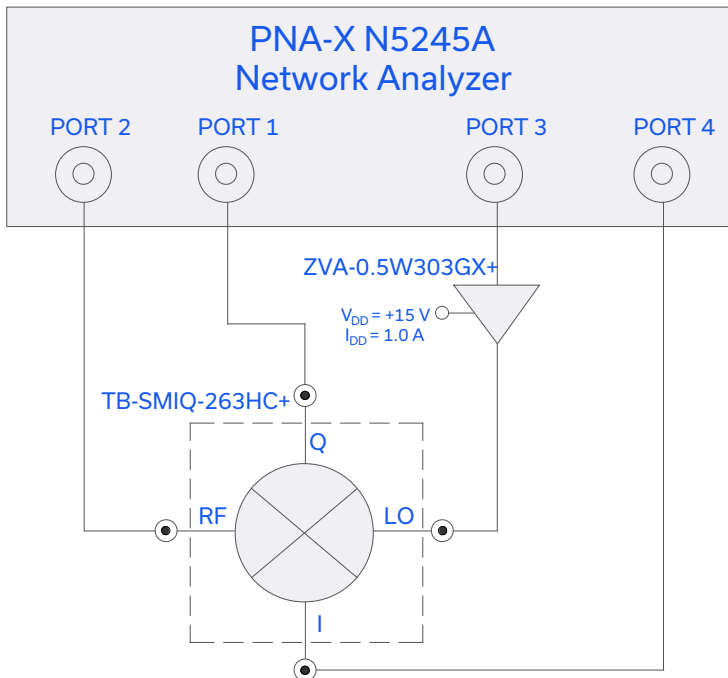 PNA-X N5245A
Network Analyzer
PORT 2
PORT 1
PORT 3
PORT 4
ZVA-0.5W303GX+
VDD = +15 V
IDD = 1.0 A
TB-SMIQ-263HC+
Q
RF
LO
I